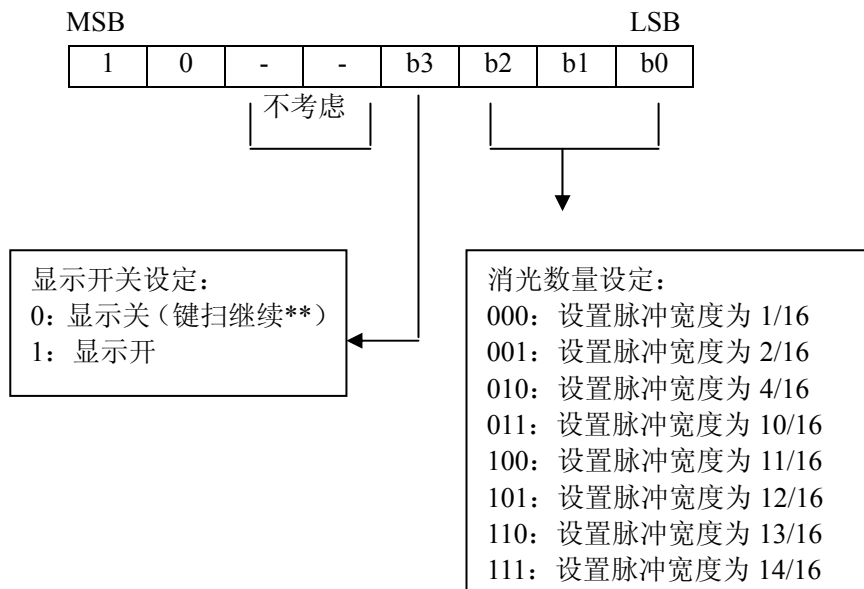 MSB LSB
1 0 - - b3 b2 b1 b0
不考虑
显示开关设定：
0：显示关（键扫继续**）
1：显示开
消光数量设定：
000：设置脉冲宽度为 1/16
001：设置脉冲宽度为 2/16
010：设置脉冲宽度为 4/16
011：设置脉冲宽度为 10/16
100：设置脉冲宽度为 11/16
101：设置脉冲宽度为 12/16
110：设置脉冲宽度为 13/16
111：设置脉冲宽度为 14/16